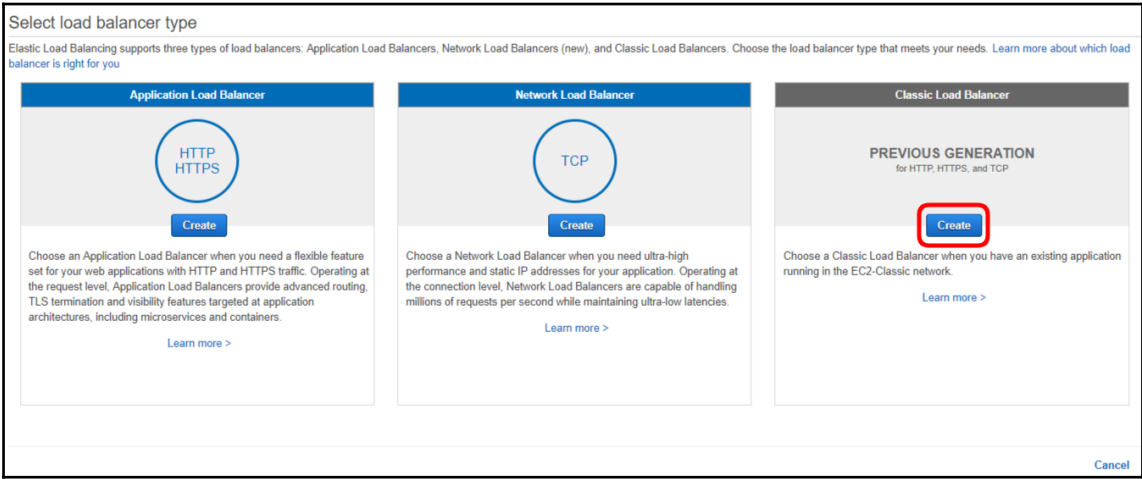 Select load balancer type
Elastic Load Balancing supports three types of load balancers: Application Load Balancers, Network Load Balancers (new), and Classic Load Balancers. Choose the load balancer type that meets your needs. Learn more about which load
balancer is right for you
Application Load Balancer
HTTP
HTTPS
Create
Choose an Application Load Balancer when you need a flexible feature
set for your web applications with HTTP and HTTPS traffic. Operating at
the request level, Application Load Balancers provide advanced routing,
TLS termination and visibility features targeted at application
architectures, including microservices and containers.
Learn more >
Network Load Balancer
TCP
Create
Choose a Network Load Balancer when you need ultra-high
performance and static IP addresses for your application. Operating at
the connection level, Network Load Balancers are capable of handling
millions of requests per second while maintaining ultra-low latencies.
Learn more >
Classic Load Balancer
PREVIOUS GENERATION
for HTTP, HTTPS, and TCP
Create
Choose a Classic Load Balancer when you have an existing application
running in the EC2-Classic network.
Learn more >
Cancel